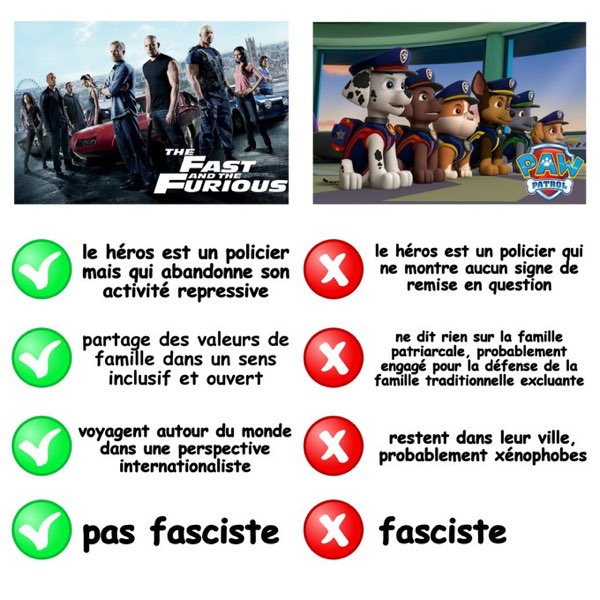 THE
FAST
AND THE
FURIOUS
PAW
PATROL
le héros est un policier
mais qui abandonne son
activité repressive
le héros est un policier qui
ne montre aucun signe de
remise en question
partage des valeurs de
famille dans un sens
inclusif et ouvert
ne dit rien sur la famille
patriarcale, probablement
engagé pour la défense de la
famille traditionnelle excluante
voyagent autour du monde
dans une perspective
internationaliste
restent dans leur ville,
probablement xénophobes
pas fasciste
fasciste